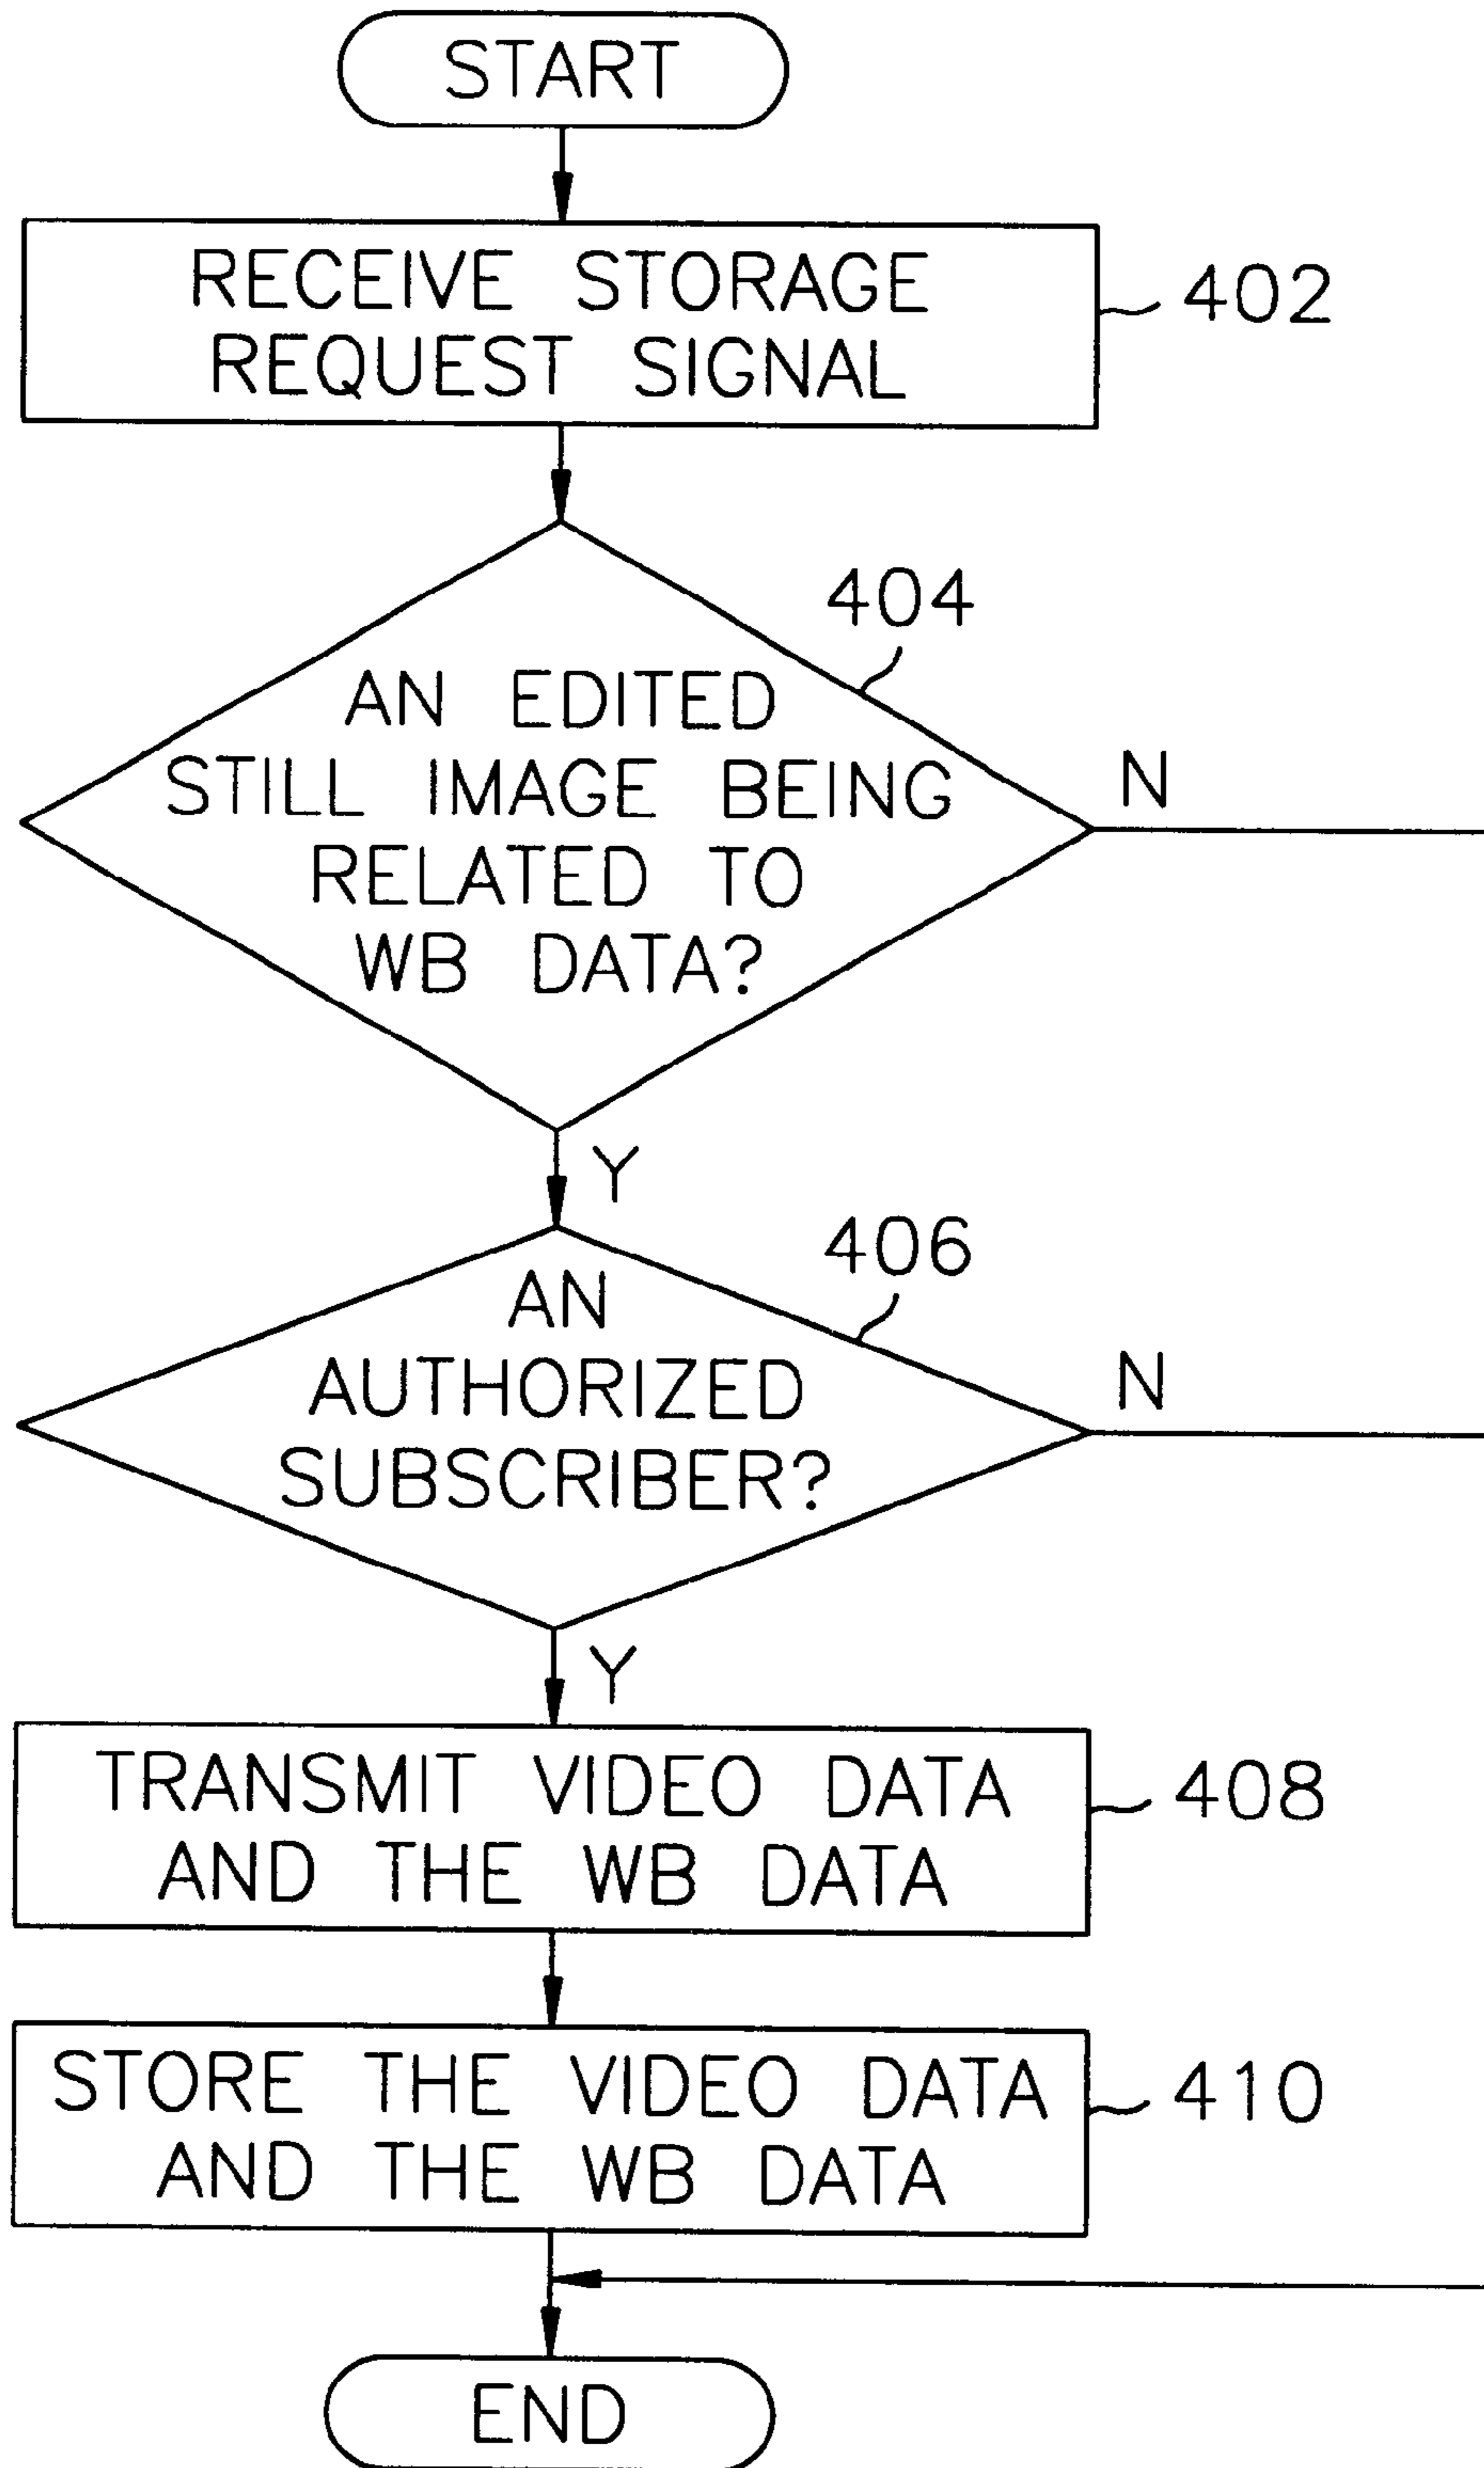 START
RECEIVE STORAGE
REQUEST SIGNAL
402
404
AN EDITED
STILL IMAGE BEING
RELATED TO
WB DATA?
N
Y
406
AN
AUTHORIZED
SUBSCRIBER?
N
Y
TRANSMIT VIDEO DATA
AND THE WB DATA
408
STORE THE VIDEO DATA
AND THE WB DATA
410
END